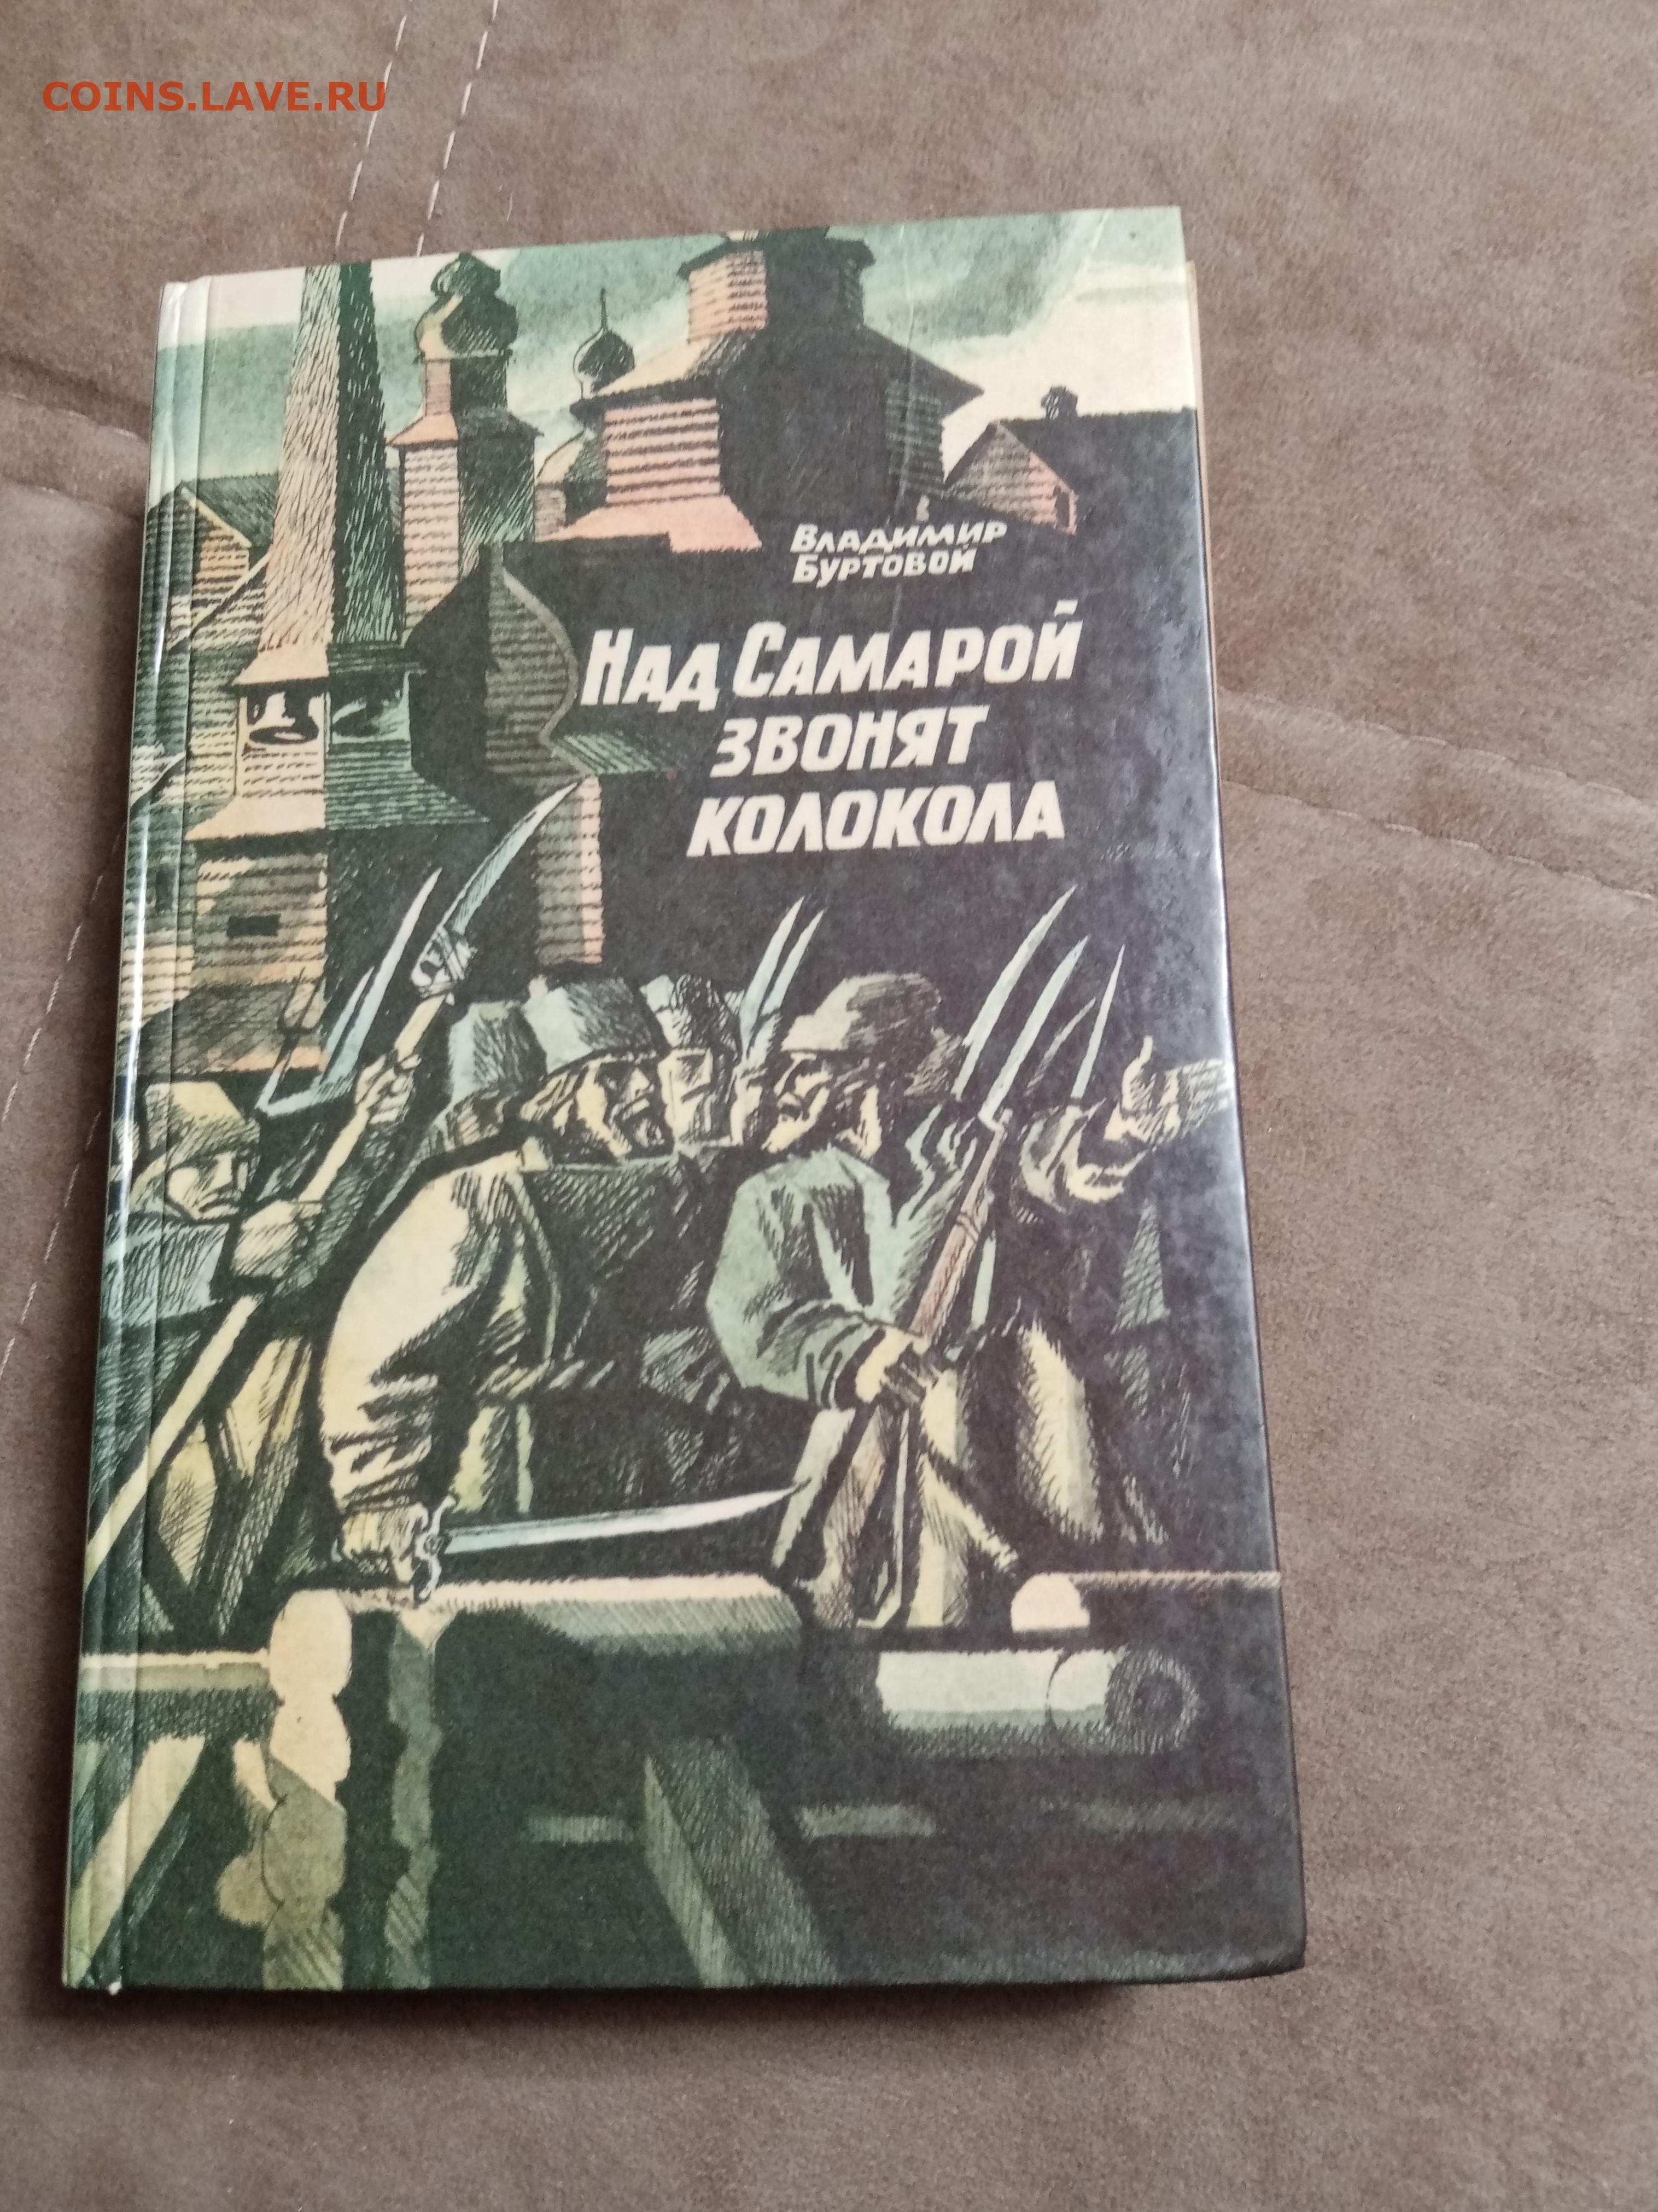 COINS.LAVE.RU
ВЛАДИМИР
БУРТОВОЙ
НАД САМАРОЙ
ЗВОНЯТ
КОЛОКОЛА